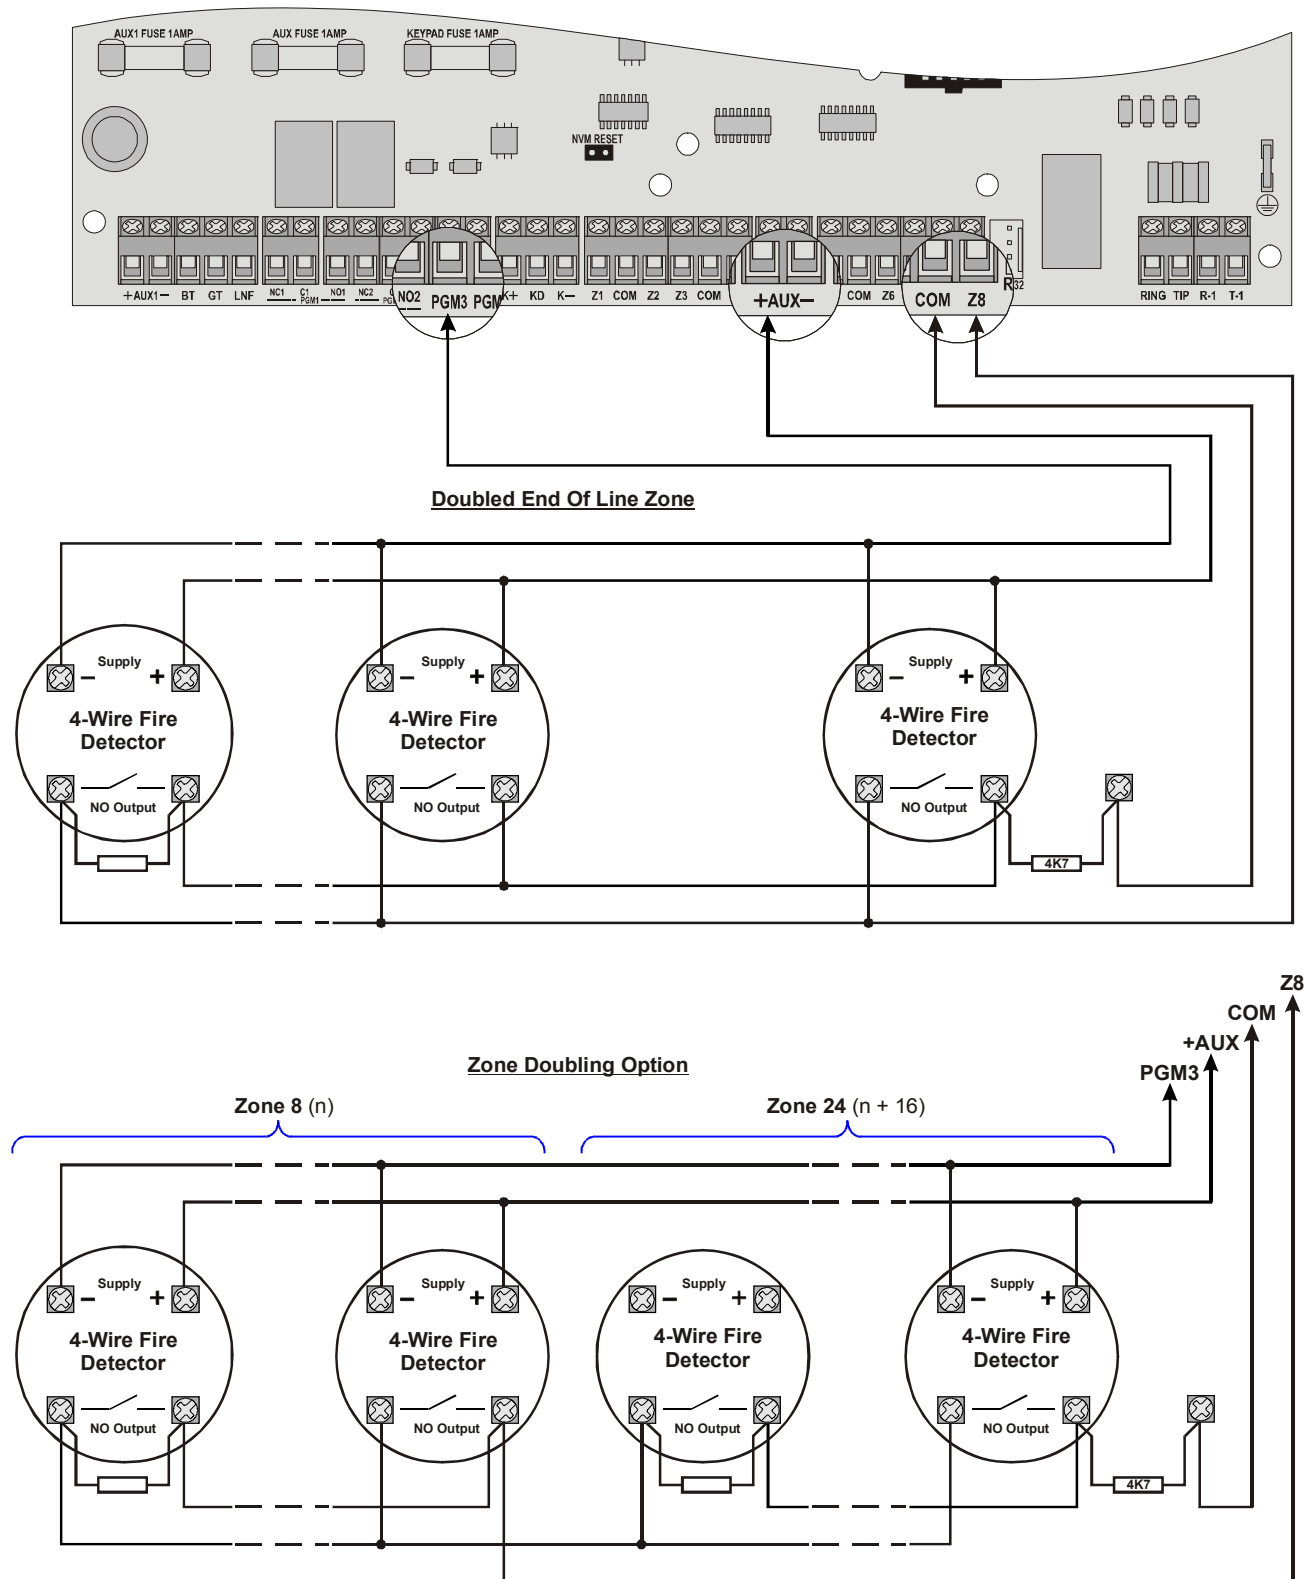 AUX1 FUSE 1AMP AUX FUSE 1AMP KEYPAD FUSE 1AMP
NVM RESET
+AUX1− BT GT LNF NC1 C1 NO1 NC2 K+ KD K− Z1 COM Z2 Z3 COM COM Z6 RING TIP R-1 T-1
PGM1
NO2 PGM3 PGM +AUX− COM Z8
Doubled End Of Line Zone
Supply Supply Supply
− + − + − +
4-Wire Fire 4-Wire Fire 4-Wire Fire
Detector Detector Detector
NO Output NO Output NO Output
4K7
Z8
COM
+AUX
PGM3
Zone Doubling Option
Zone 8 (n) Zone 24 (n + 16)
Supply Supply Supply Supply
− + − + − + − +
4-Wire Fire 4-Wire Fire 4-Wire Fire 4-Wire Fire
Detector Detector Detector Detector
NO Output NO Output NO Output NO Output
4K7